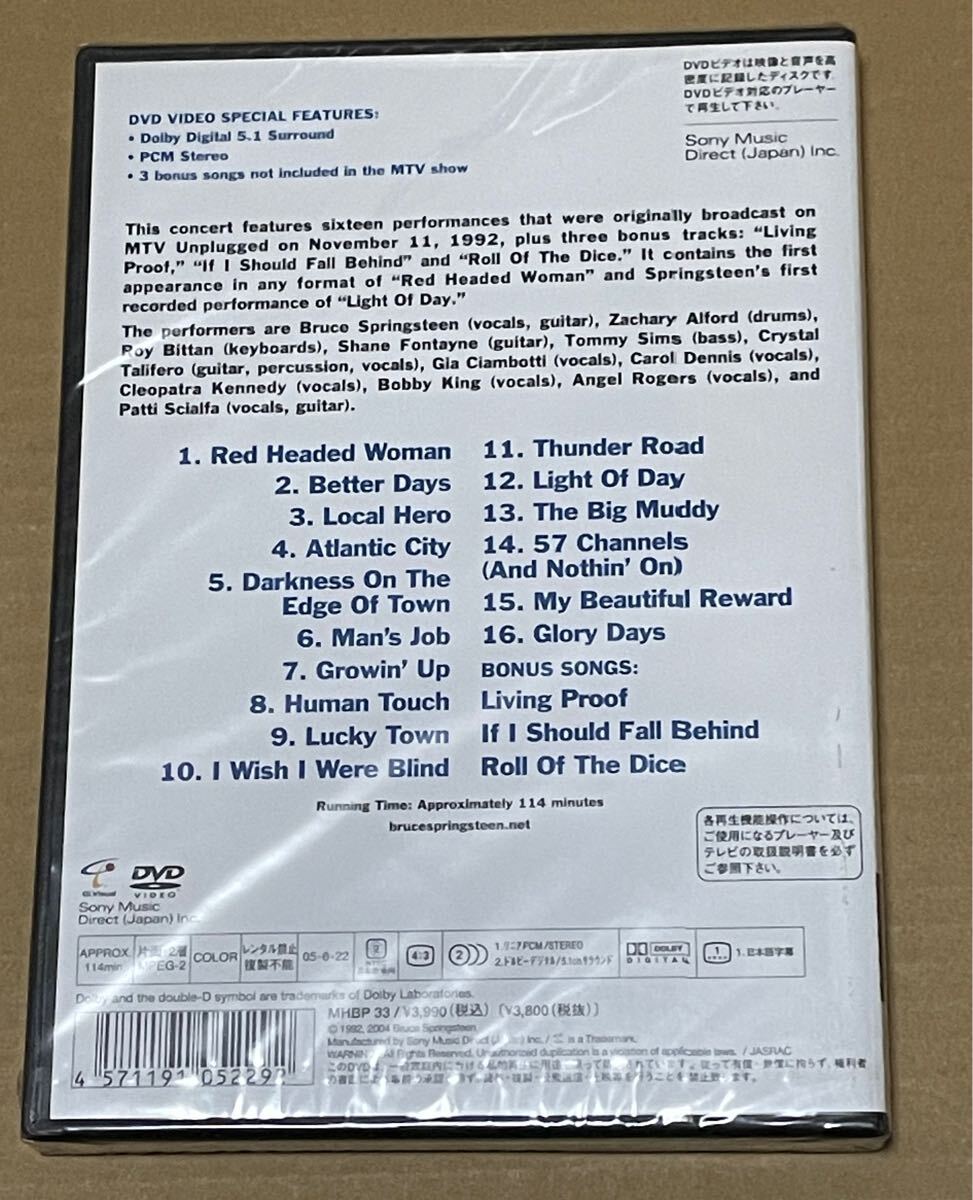 DVDビデオは映像と音声を高
密度に記録したディスクです。
DVDビデオ対応のプレーヤー
で再生して下さい。
Sony Music
Direct (Japan) Inc.
DVD VIDEO SPECIAL FEATURES:
• Dolby Digital 5.1 Surround
• PCM Stereo
• 3 bonus songs not included in the MTV show
This concert features sixteen performances that were originally broadcast on
MTV Unplugged on November 11, 1992, plus three bonus tracks: “Living
Proof,” “If I Should Fall Behind” and “Roll Of The Dice.” It contains the first
appearance in any format of “Red Headed Woman” and Springsteen’s first
recorded performance of “Light Of Day.”
The performers are Bruce Springsteen (vocals, guitar), Zachary Alford (drums),
Roy Bittan (keyboards), Shane Fontayne (guitar), Tommy Sims (bass), Crystal
Talifero (guitar, percussion, vocals), Gia Ciambotti (vocals), Carol Dennis (vocals),
Cleopatra Kennedy (vocals), Bobby King (vocals), Angel Rogers (vocals), and
Patti Scialfa (vocals, guitar).
1. Red Headed Woman
2. Better Days
3. Local Hero
4. Atlantic City
5. Darkness On The
Edge Of Town
6. Man’s Job
7. Growin’ Up
8. Human Touch
9. Lucky Town
10. I Wish I Were Blind
11. Thunder Road
12. Light Of Day
13. The Big Muddy
14. 57 Channels
(And Nothin’ On)
15. My Beautiful Reward
16. Glory Days
BONUS SONGS:
Living Proof
If I Should Fall Behind
Roll Of The Dice
Running Time: Approximately 114 minutes
brucespringsteen.net
各再生機能操作については、
ご使用になるプレーヤー及び
テレビの取扱説明書を必ず
ご参照下さい。
DVD
VIDEO
Sony Music
Direct (Japan) Inc.
APPROX.
114min
片面 2層
MPEG-2
COLOR
レンタル禁止
複製不能
05-6-22
2
4:3
2
1.リニアPCM/STEREO
2.ドルビーデジタル/5.1chサラウンド
DOLBY
DIGITAL
1
1.日本語字幕
Dolby and the double-D symbol are trademarks of Dolby Laboratories.
MHBP 33/¥3,990(税込) (¥3,800(税抜))
© 1992, 2004 Bruce Springsteen.
Manufactured by Sony Music Direct (Japan) Inc. / is a Trademark.
WARNING: All Rights Reserved. Unauthorized duplication is a violation of applicable laws. / JASRAC
4 571191 052292